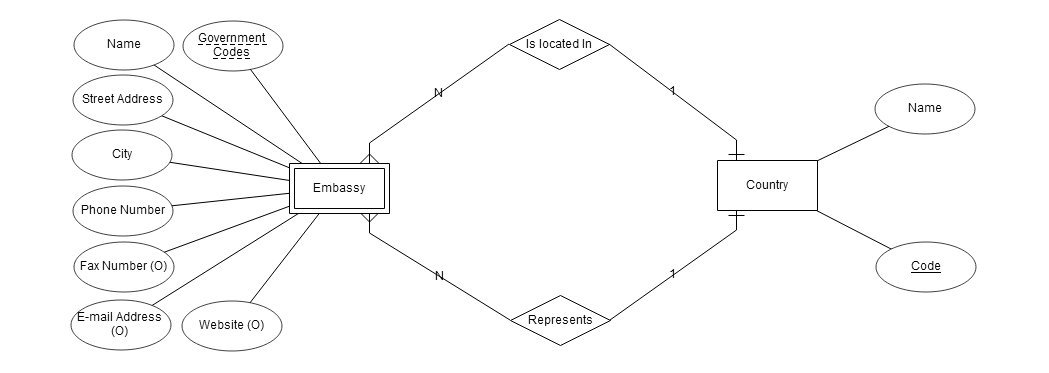 Name
Government
Codes
Is located In
Street Address
N
1
Name
City
Embassy
Country
Phone Number
Fax Number (O)
Code
N
1
E-mail Address
(O)
Website (O)
Represents